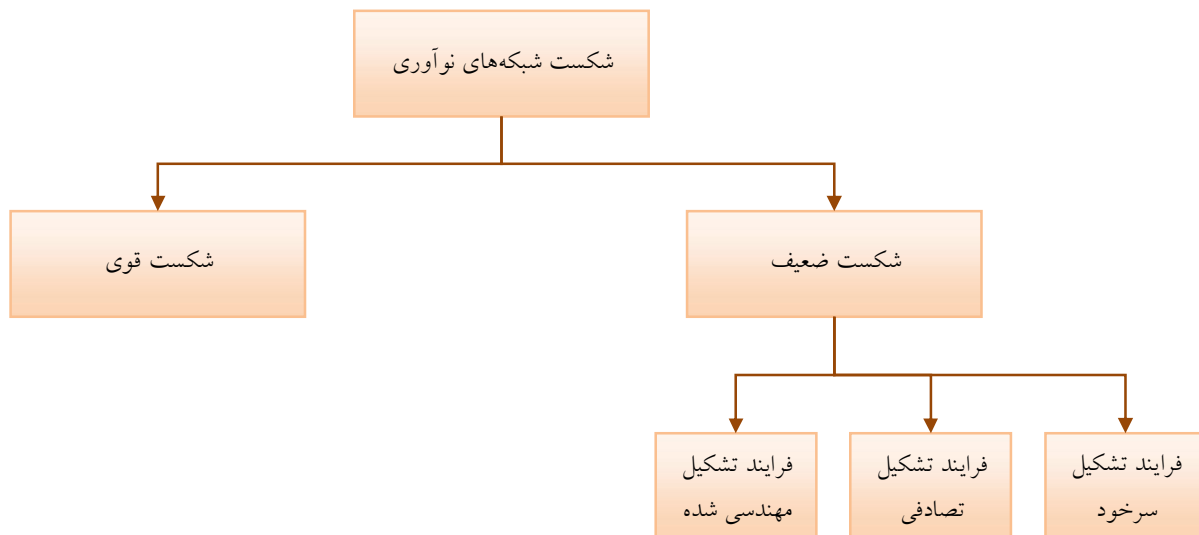 شکست شبکه‌های نوآوری
شکست ضعیف
شکست قوی
فرایند تشکیل
سرخود
فرایند تشکیل
تصادفی
فرایند تشکیل
مهندسی شده